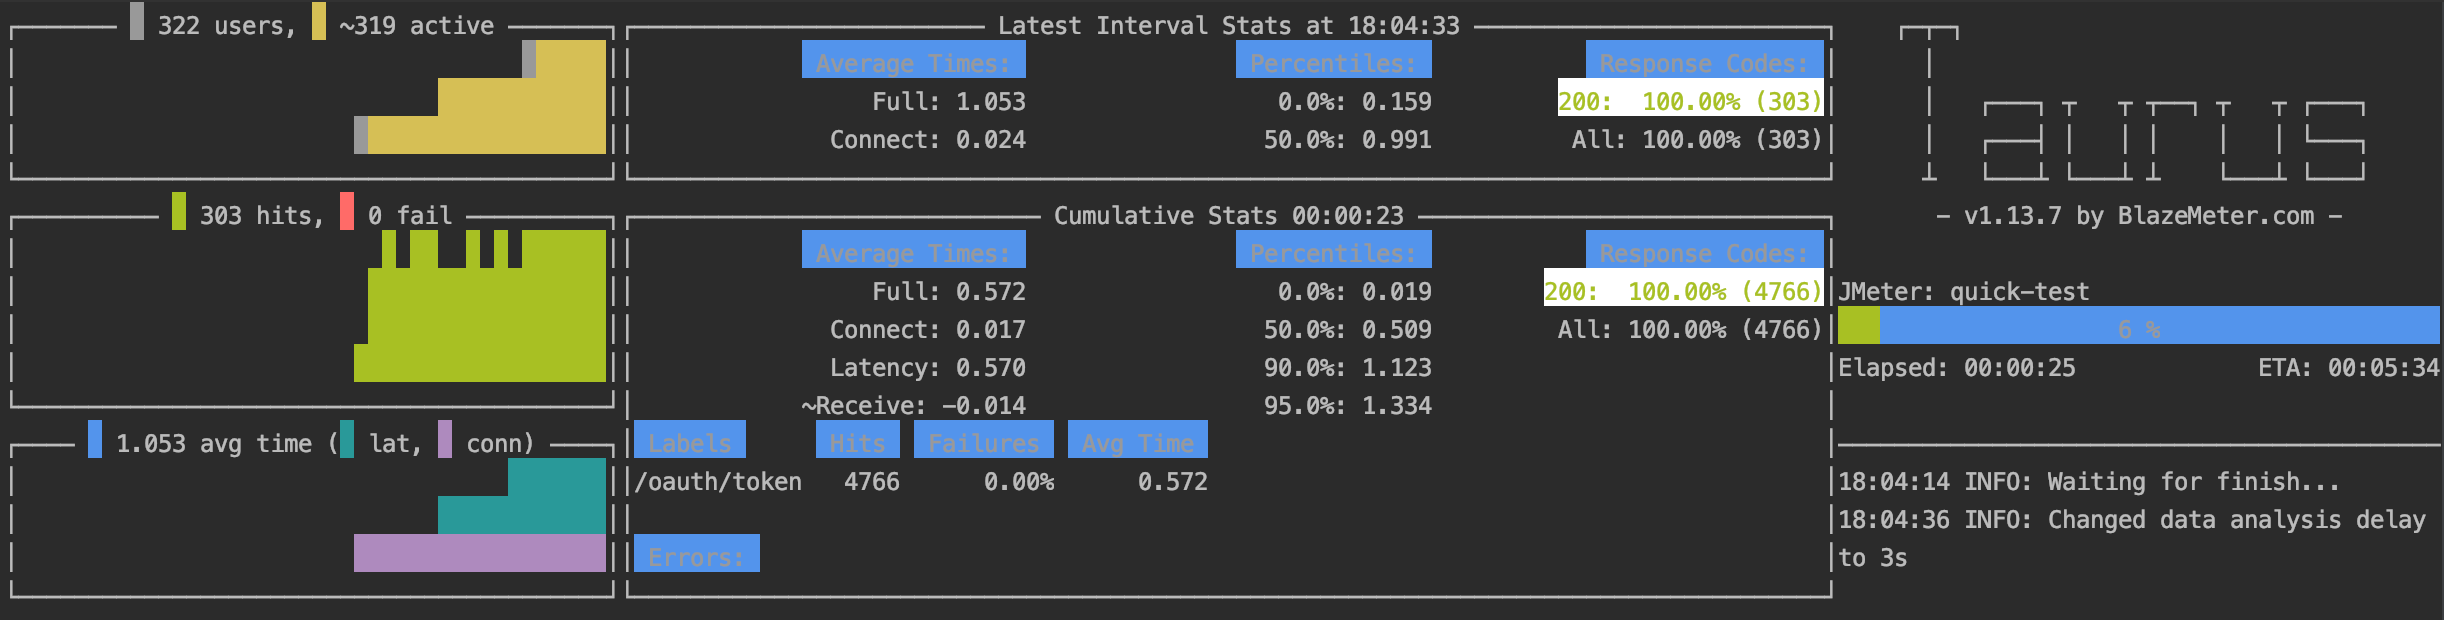 322 users, ~319 active
303 hits, 0 fail
1.053 avg time ( lat, conn)
Latest Interval Stats at 18:04:33
Average Times: Percentiles: Response Codes:
Full: 1.053 0.0%: 0.159 200: 100.00% (303)
Connect: 0.024 50.0%: 0.991 All: 100.00% (303)
Cumulative Stats 00:00:23
Average Times: Percentiles: Response Codes:
Full: 0.572 0.0%: 0.019 200: 100.00% (4766)
Connect: 0.017 50.0%: 0.509 All: 100.00% (4766)
Latency: 0.570 90.0%: 1.123
~Receive: -0.014 95.0%: 1.334
Labels Hits Failures Avg Time
/oauth/token 4766 0.00% 0.572
Errors:
Taurus
- v1.13.7 by BlazeMeter.com -
JMeter: quick-test
6 %
Elapsed: 00:00:25 ETA: 00:05:34
18:04:14 INFO: Waiting for finish...
18:04:36 INFO: Changed data analysis delay
to 3s